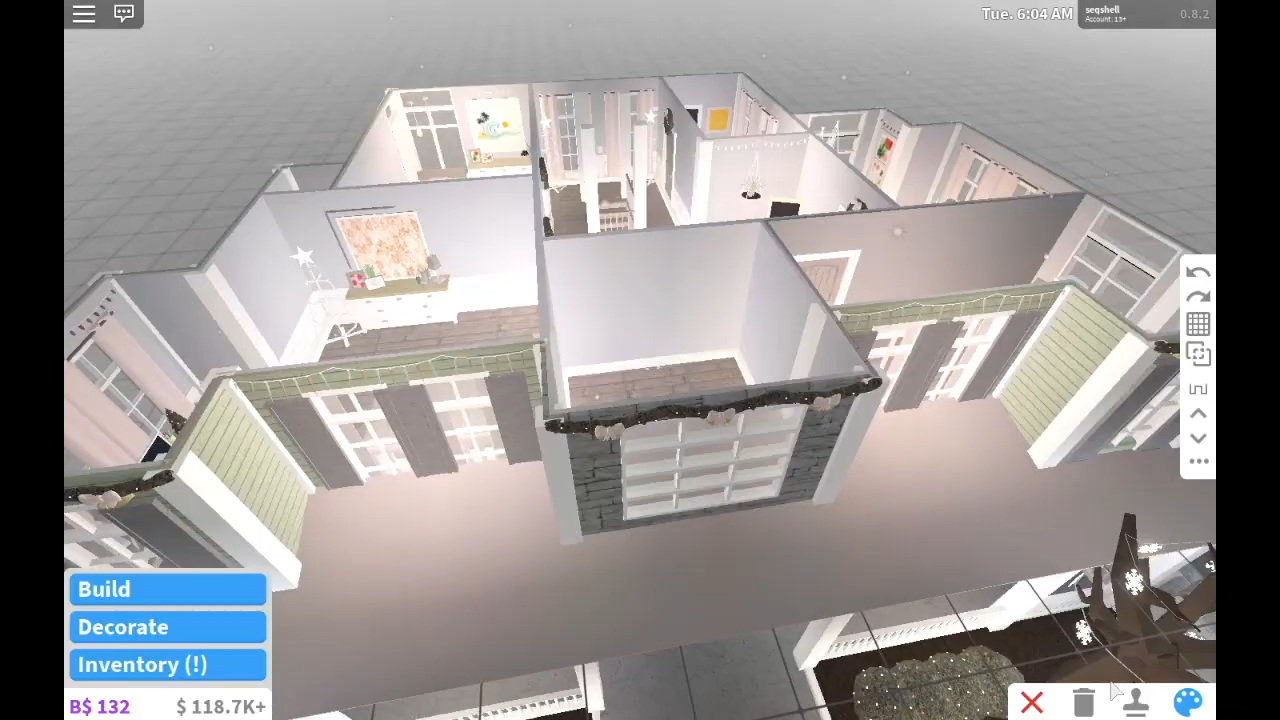 Tue. 6:04 AM
seqshell
Account: 13+
0.8.2
Build
Decorate
Inventory (!)
B$ 132
$ 118.7K+